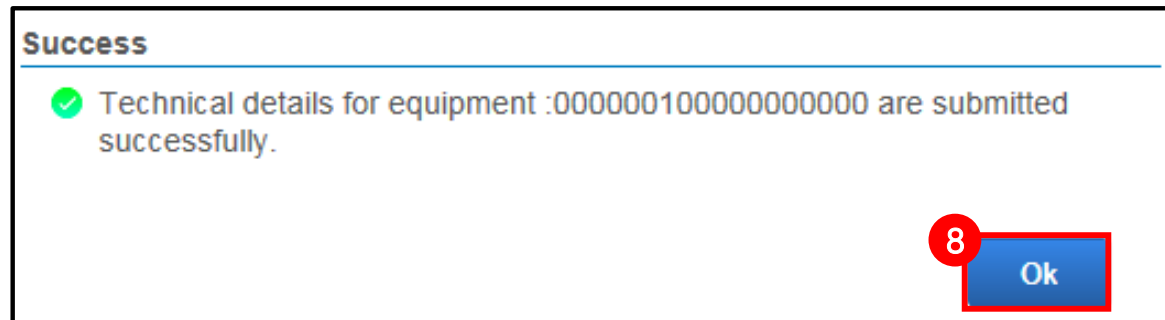 Success
Technical details for equipment :000000100000000000 are submitted
successfully.
8
Ok